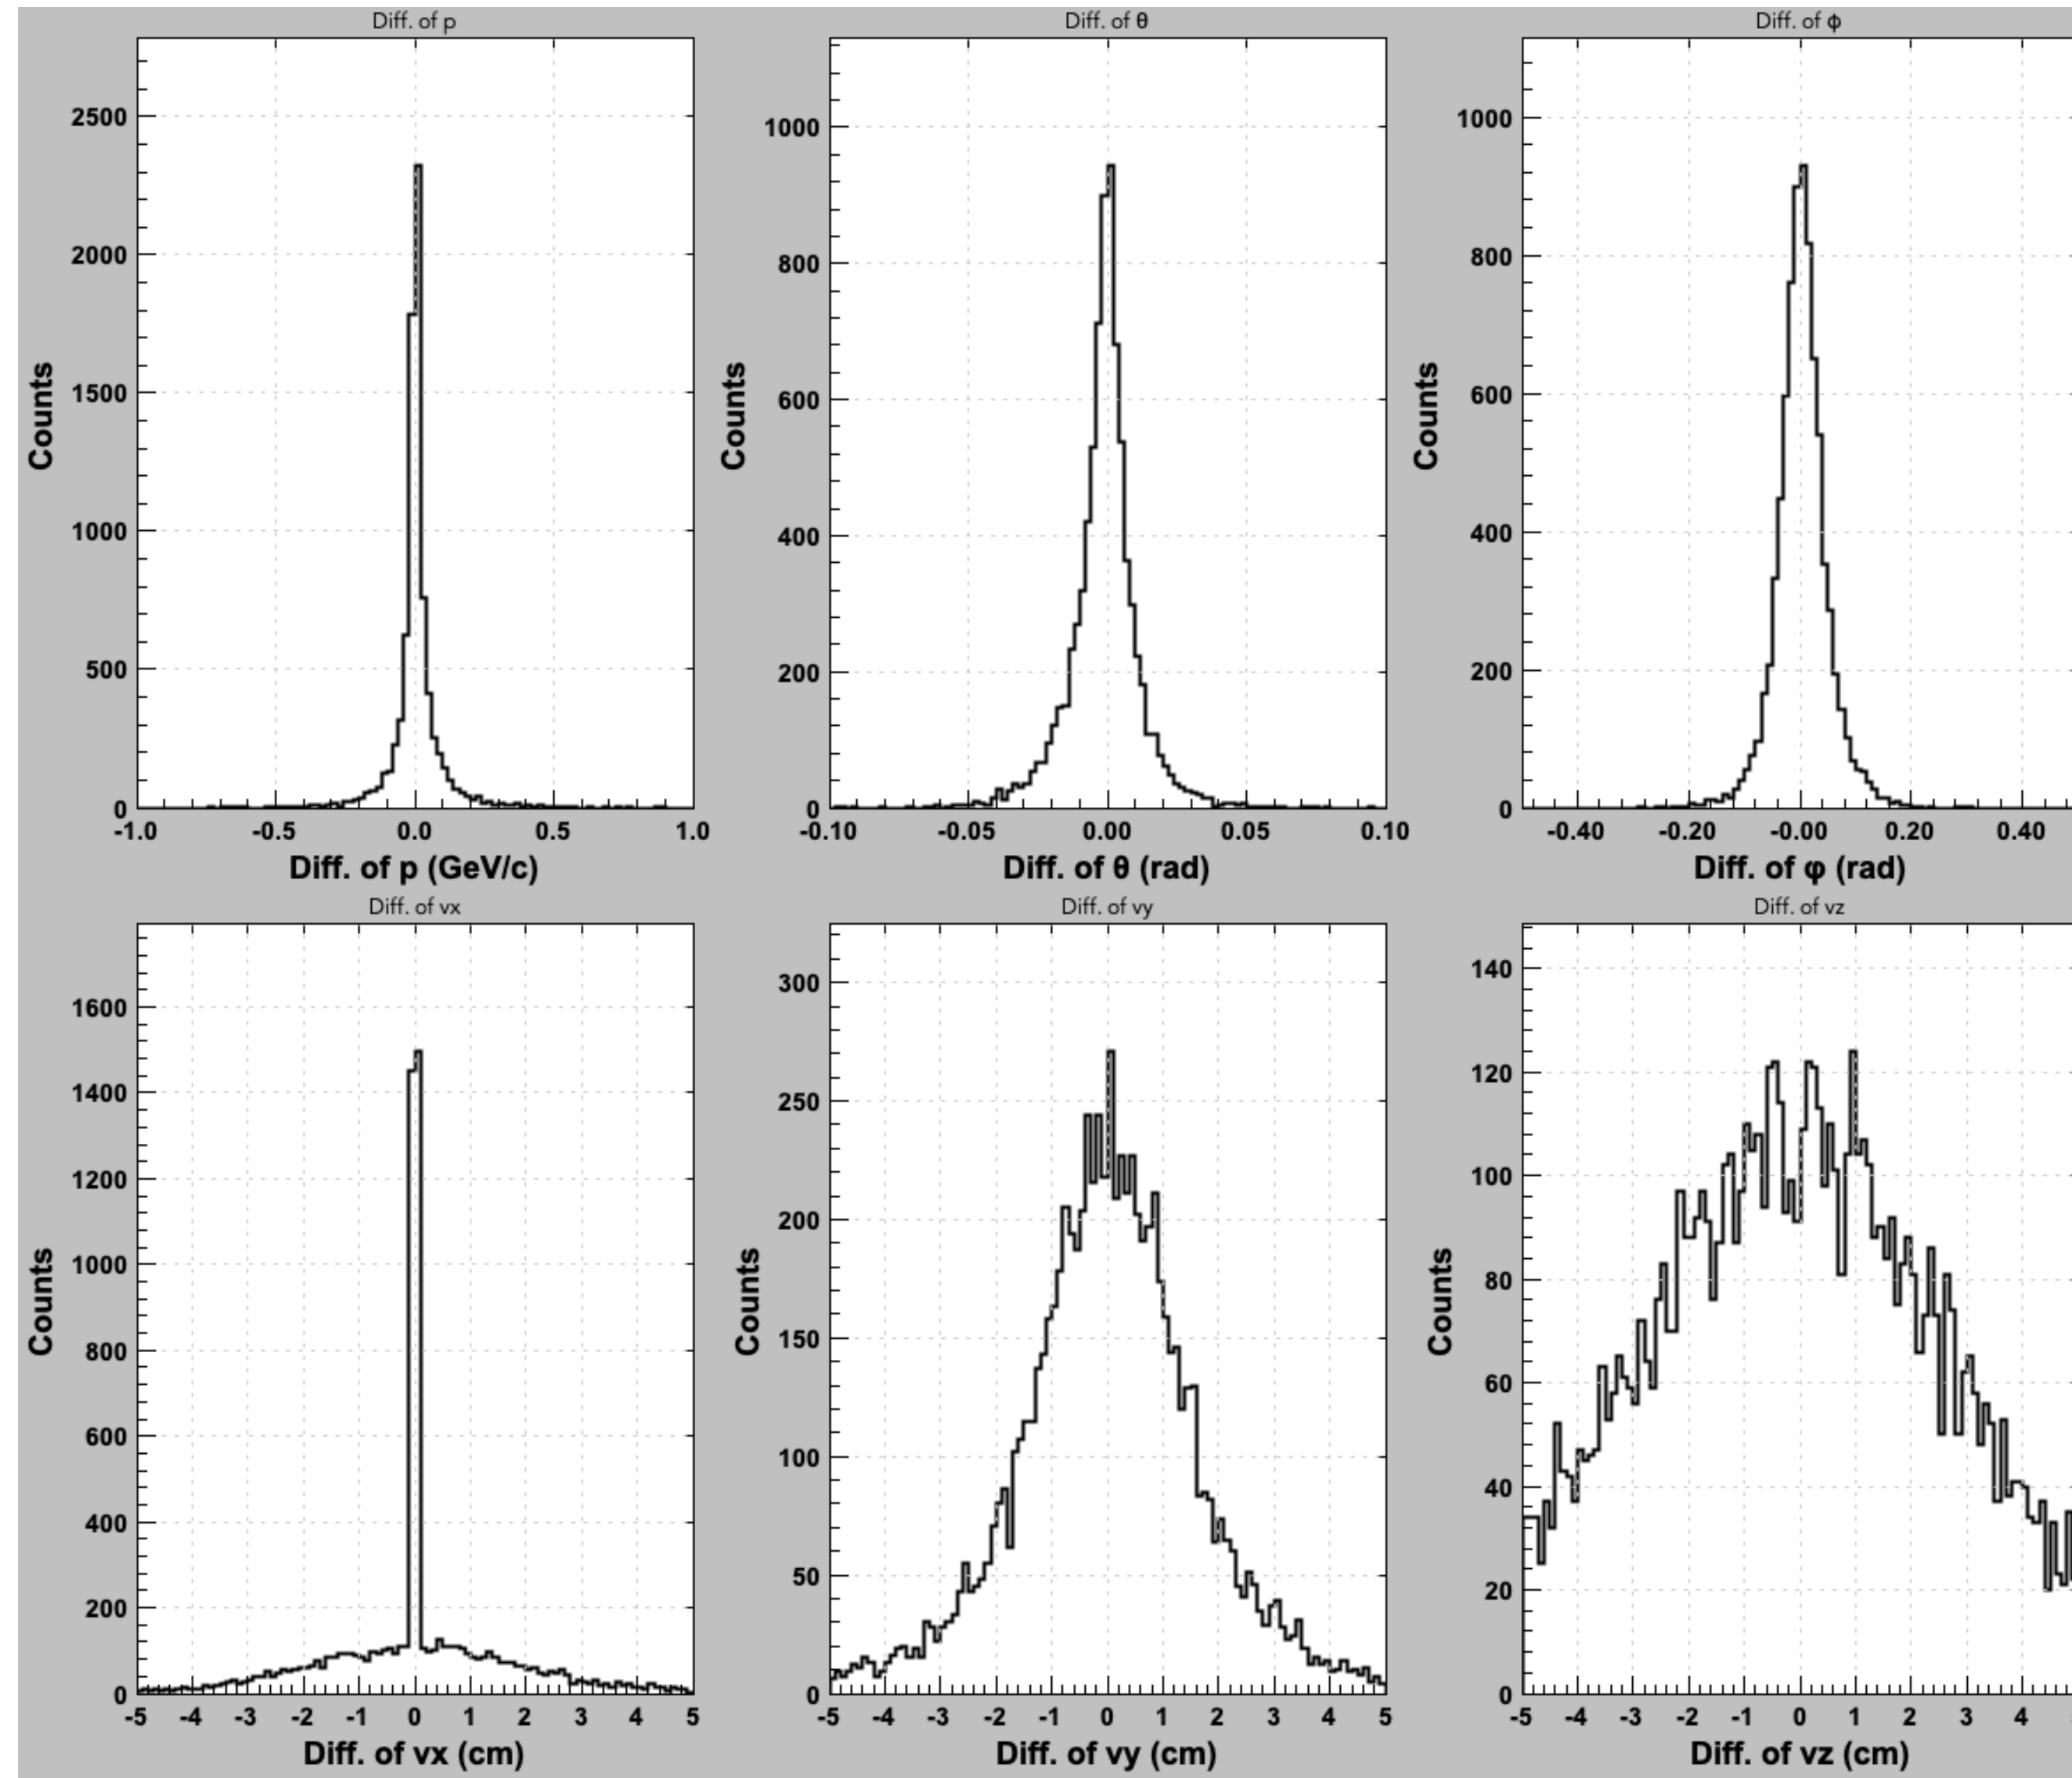 Diff. of p
2500
2000
1500
1000
500
0
-1.0 -0.5 0.0 0.5 1.0
Counts
Diff. of p (GeV/c)
Diff. of θ
1000
800
600
400
200
0
-0.10 -0.05 0.00 0.05 0.10
Counts
Diff. of θ (rad)
Diff. of ϕ
1000
800
600
400
200
0
-0.40 -0.20 -0.00 0.20 0.40
Counts
Diff. of φ (rad)
Diff. of vx
1600
1400
1200
1000
800
600
400
200
0
-5 -4 -3 -2 -1 0 1 2 3 4 5
Counts
Diff. of vx (cm)
Diff. of vy
300
250
200
150
100
50
0
-5 -4 -3 -2 -1 0 1 2 3 4 5
Counts
Diff. of vy (cm)
Diff. of vz
140
120
100
80
60
40
20
0
-5 -4 -3 -2 -1 0 1 2 3 4
Counts
Diff. of vz (cm)